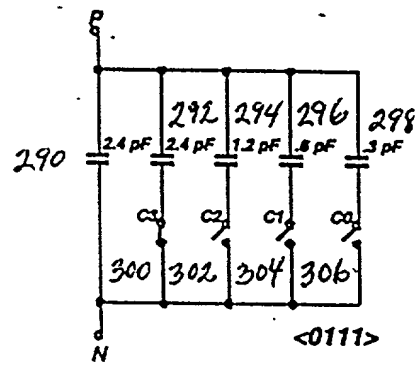 P
292 294 296 298
290 2.4 pF 2.4 pF 1.2 pF .6 pF .3 pF
C3 C2 C1 C0
300 302 304 306
<0111>
N